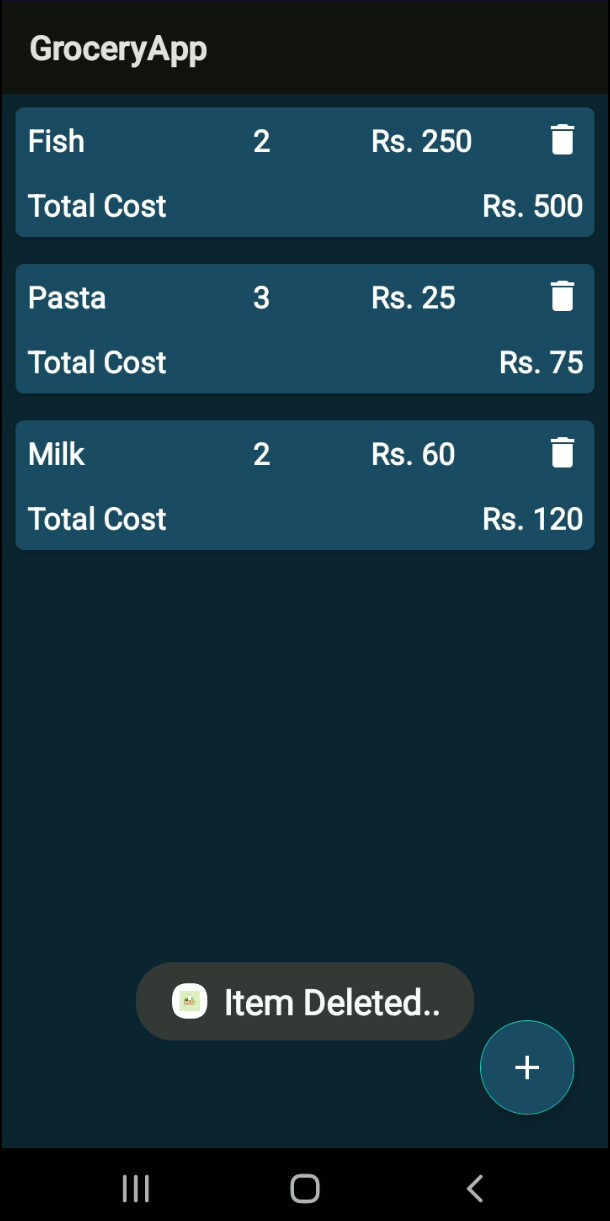 GroceryApp
Fish 2 Rs. 250
Total Cost Rs. 500
Pasta 3 Rs. 25
Total Cost Rs. 75
Milk 2 Rs. 60
Total Cost Rs. 120
Item Deleted..
+